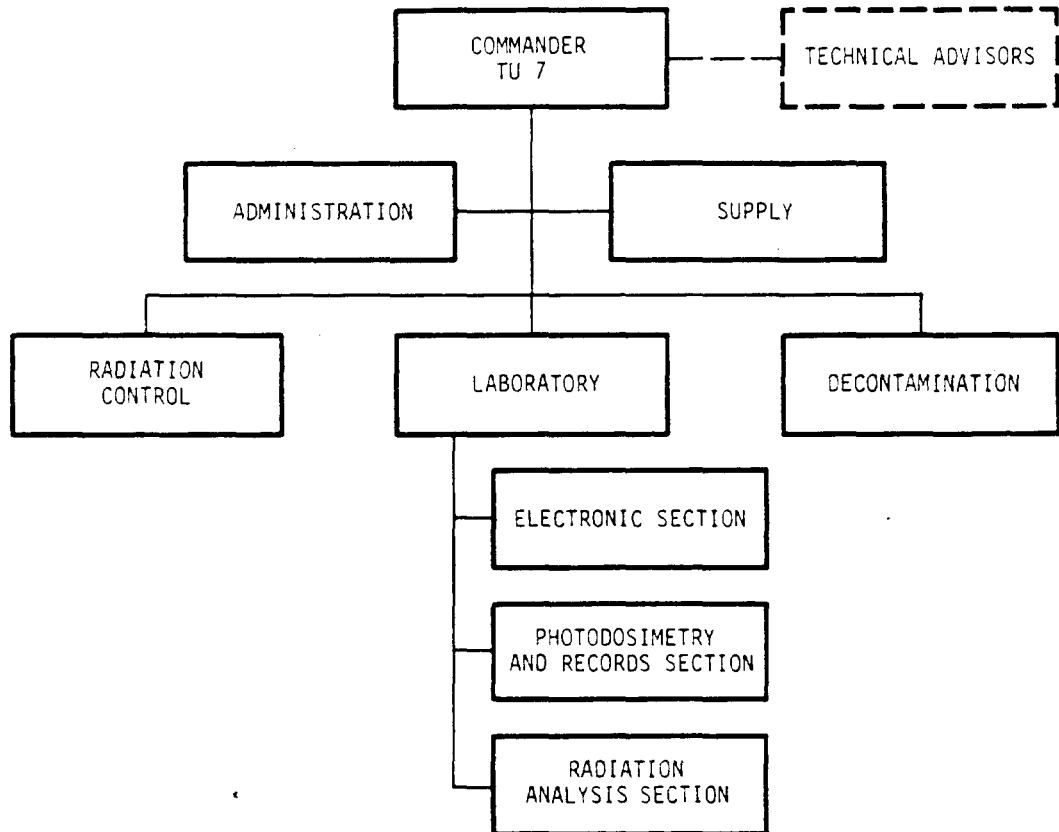 COMMANDER
TU 7
TECHNICAL ADVISORS
ADMINISTRATION
SUPPLY
RADIATION
CONTROL
LABORATORY
DECONTAMINATION
ELECTRONIC SECTION
PHOTODOSIMETRY
AND RECORDS SECTION
RADIATION
ANALYSIS SECTION